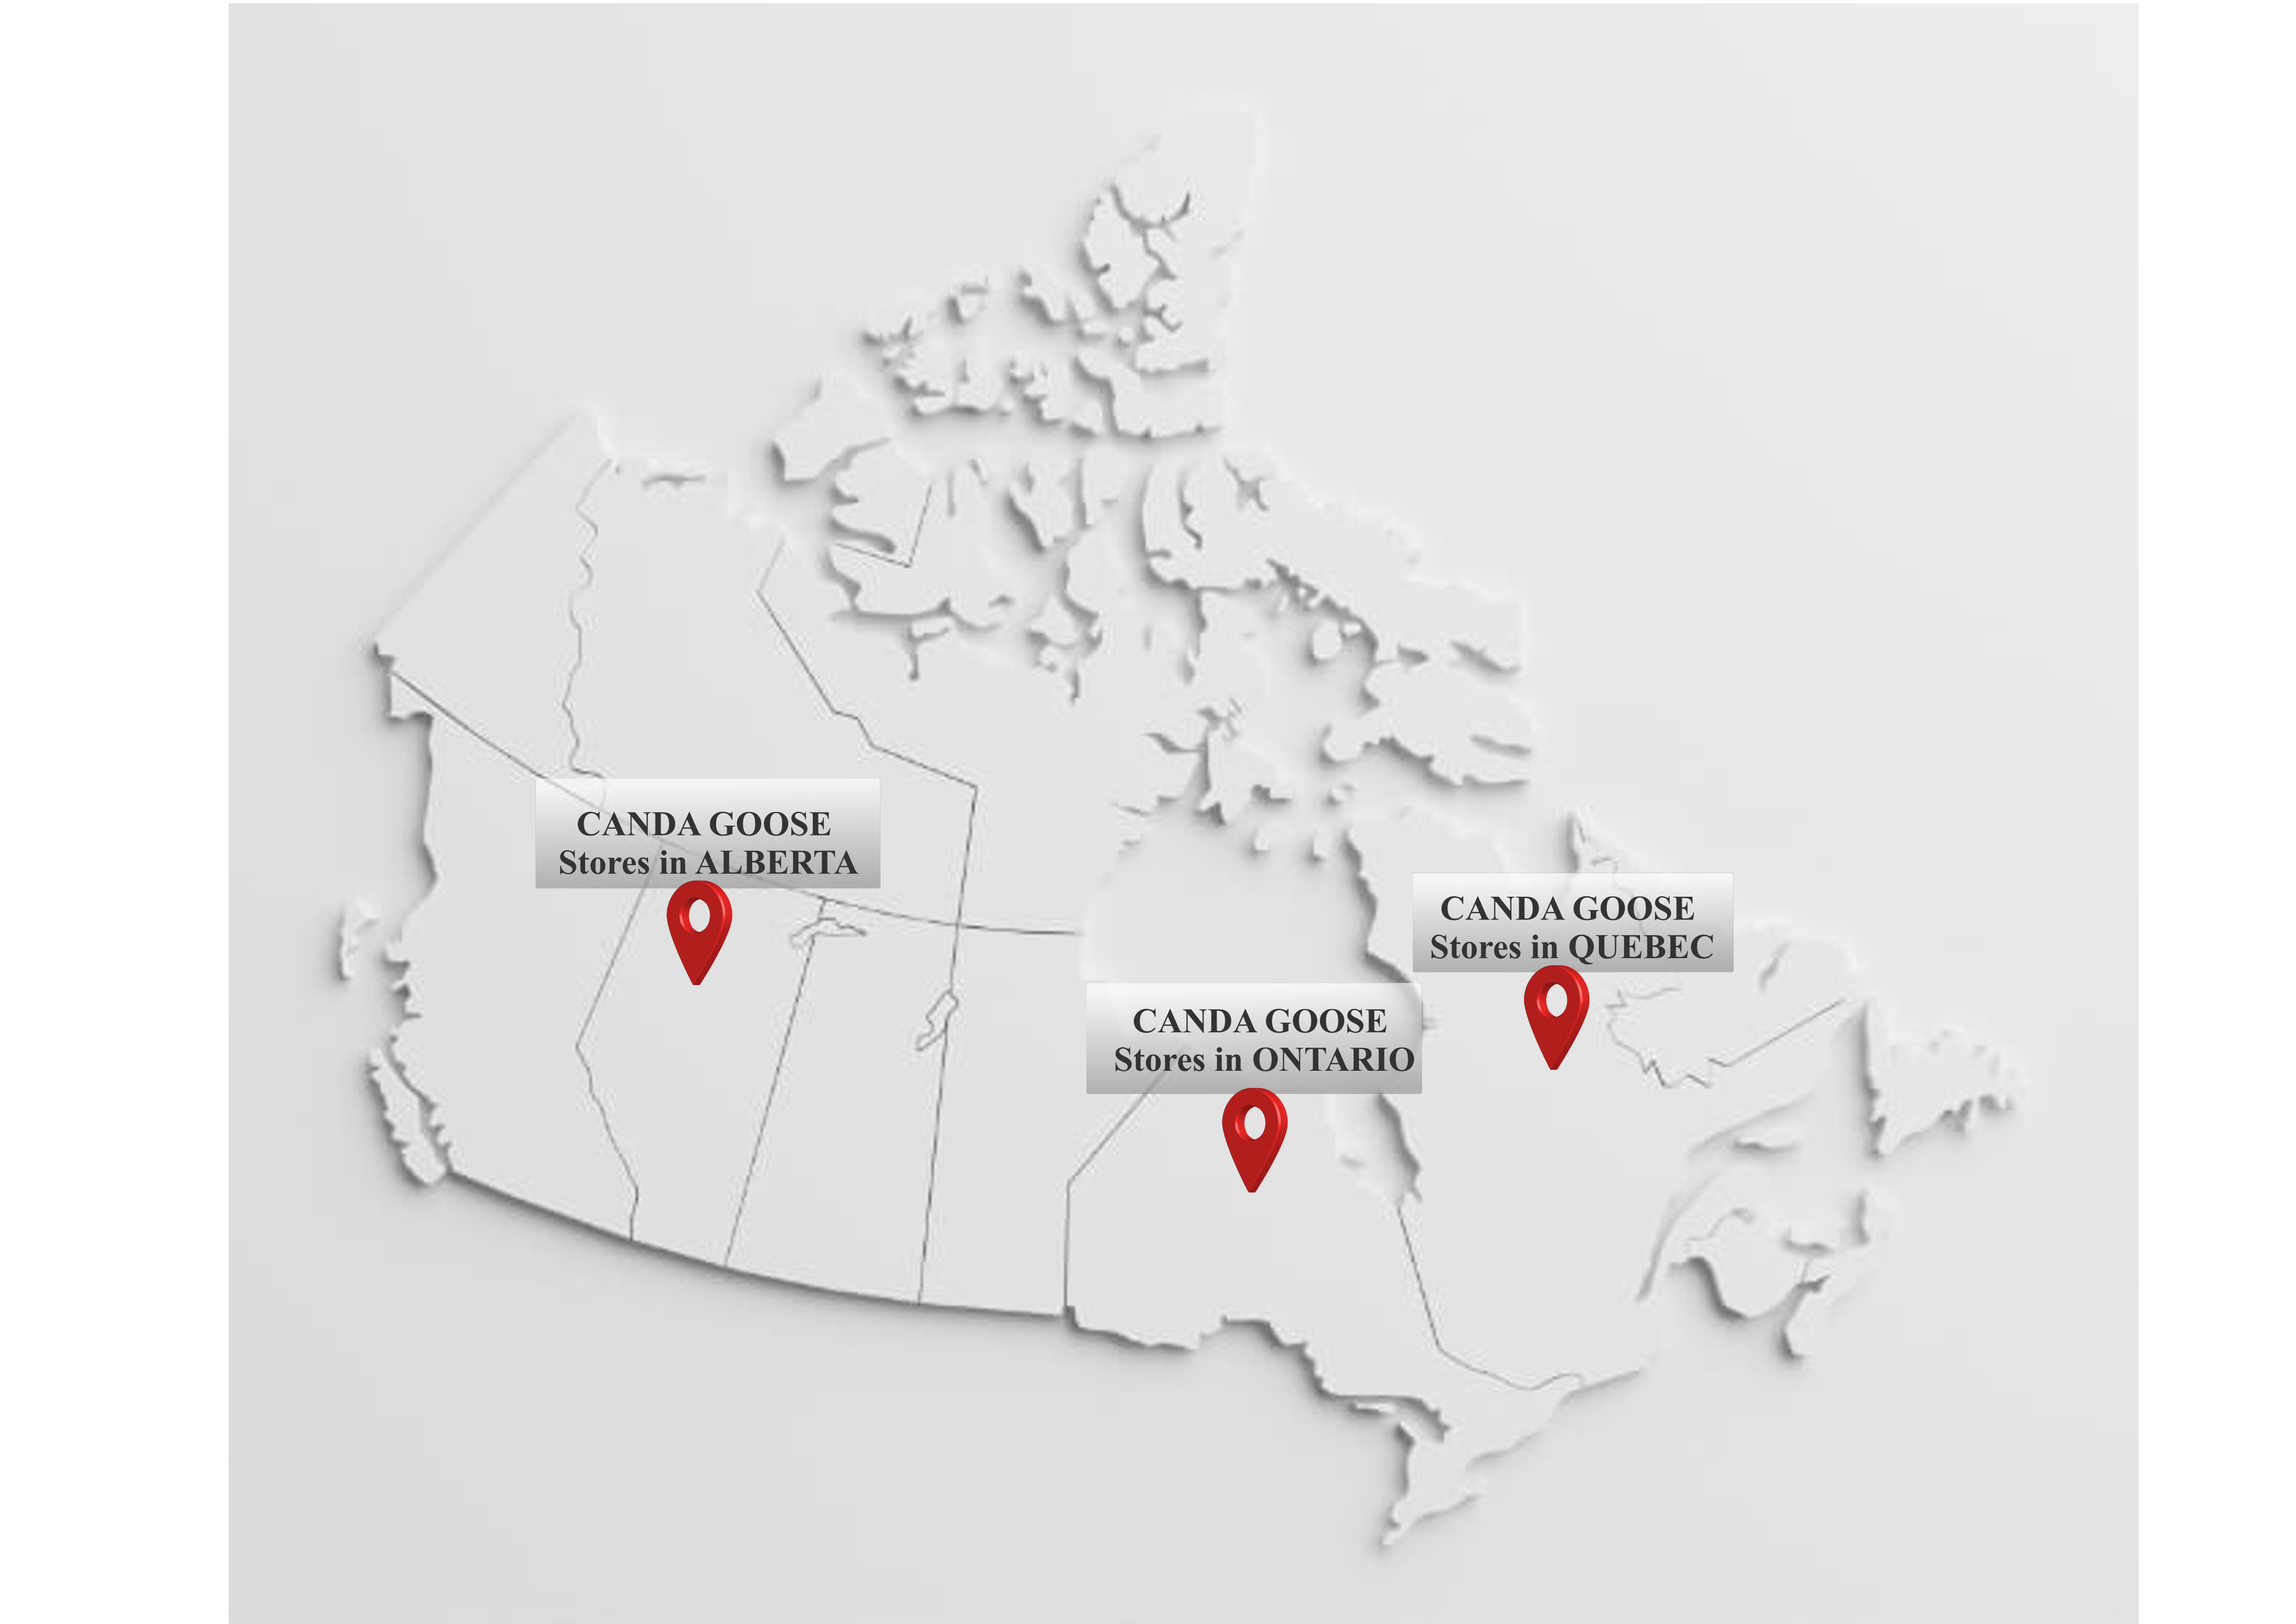 CANDA GOOSE
Stores in ALBERTA
CANDA GOOSE
Stores in QUEBEC
CANDA GOOSE
Stores in ONTARIO